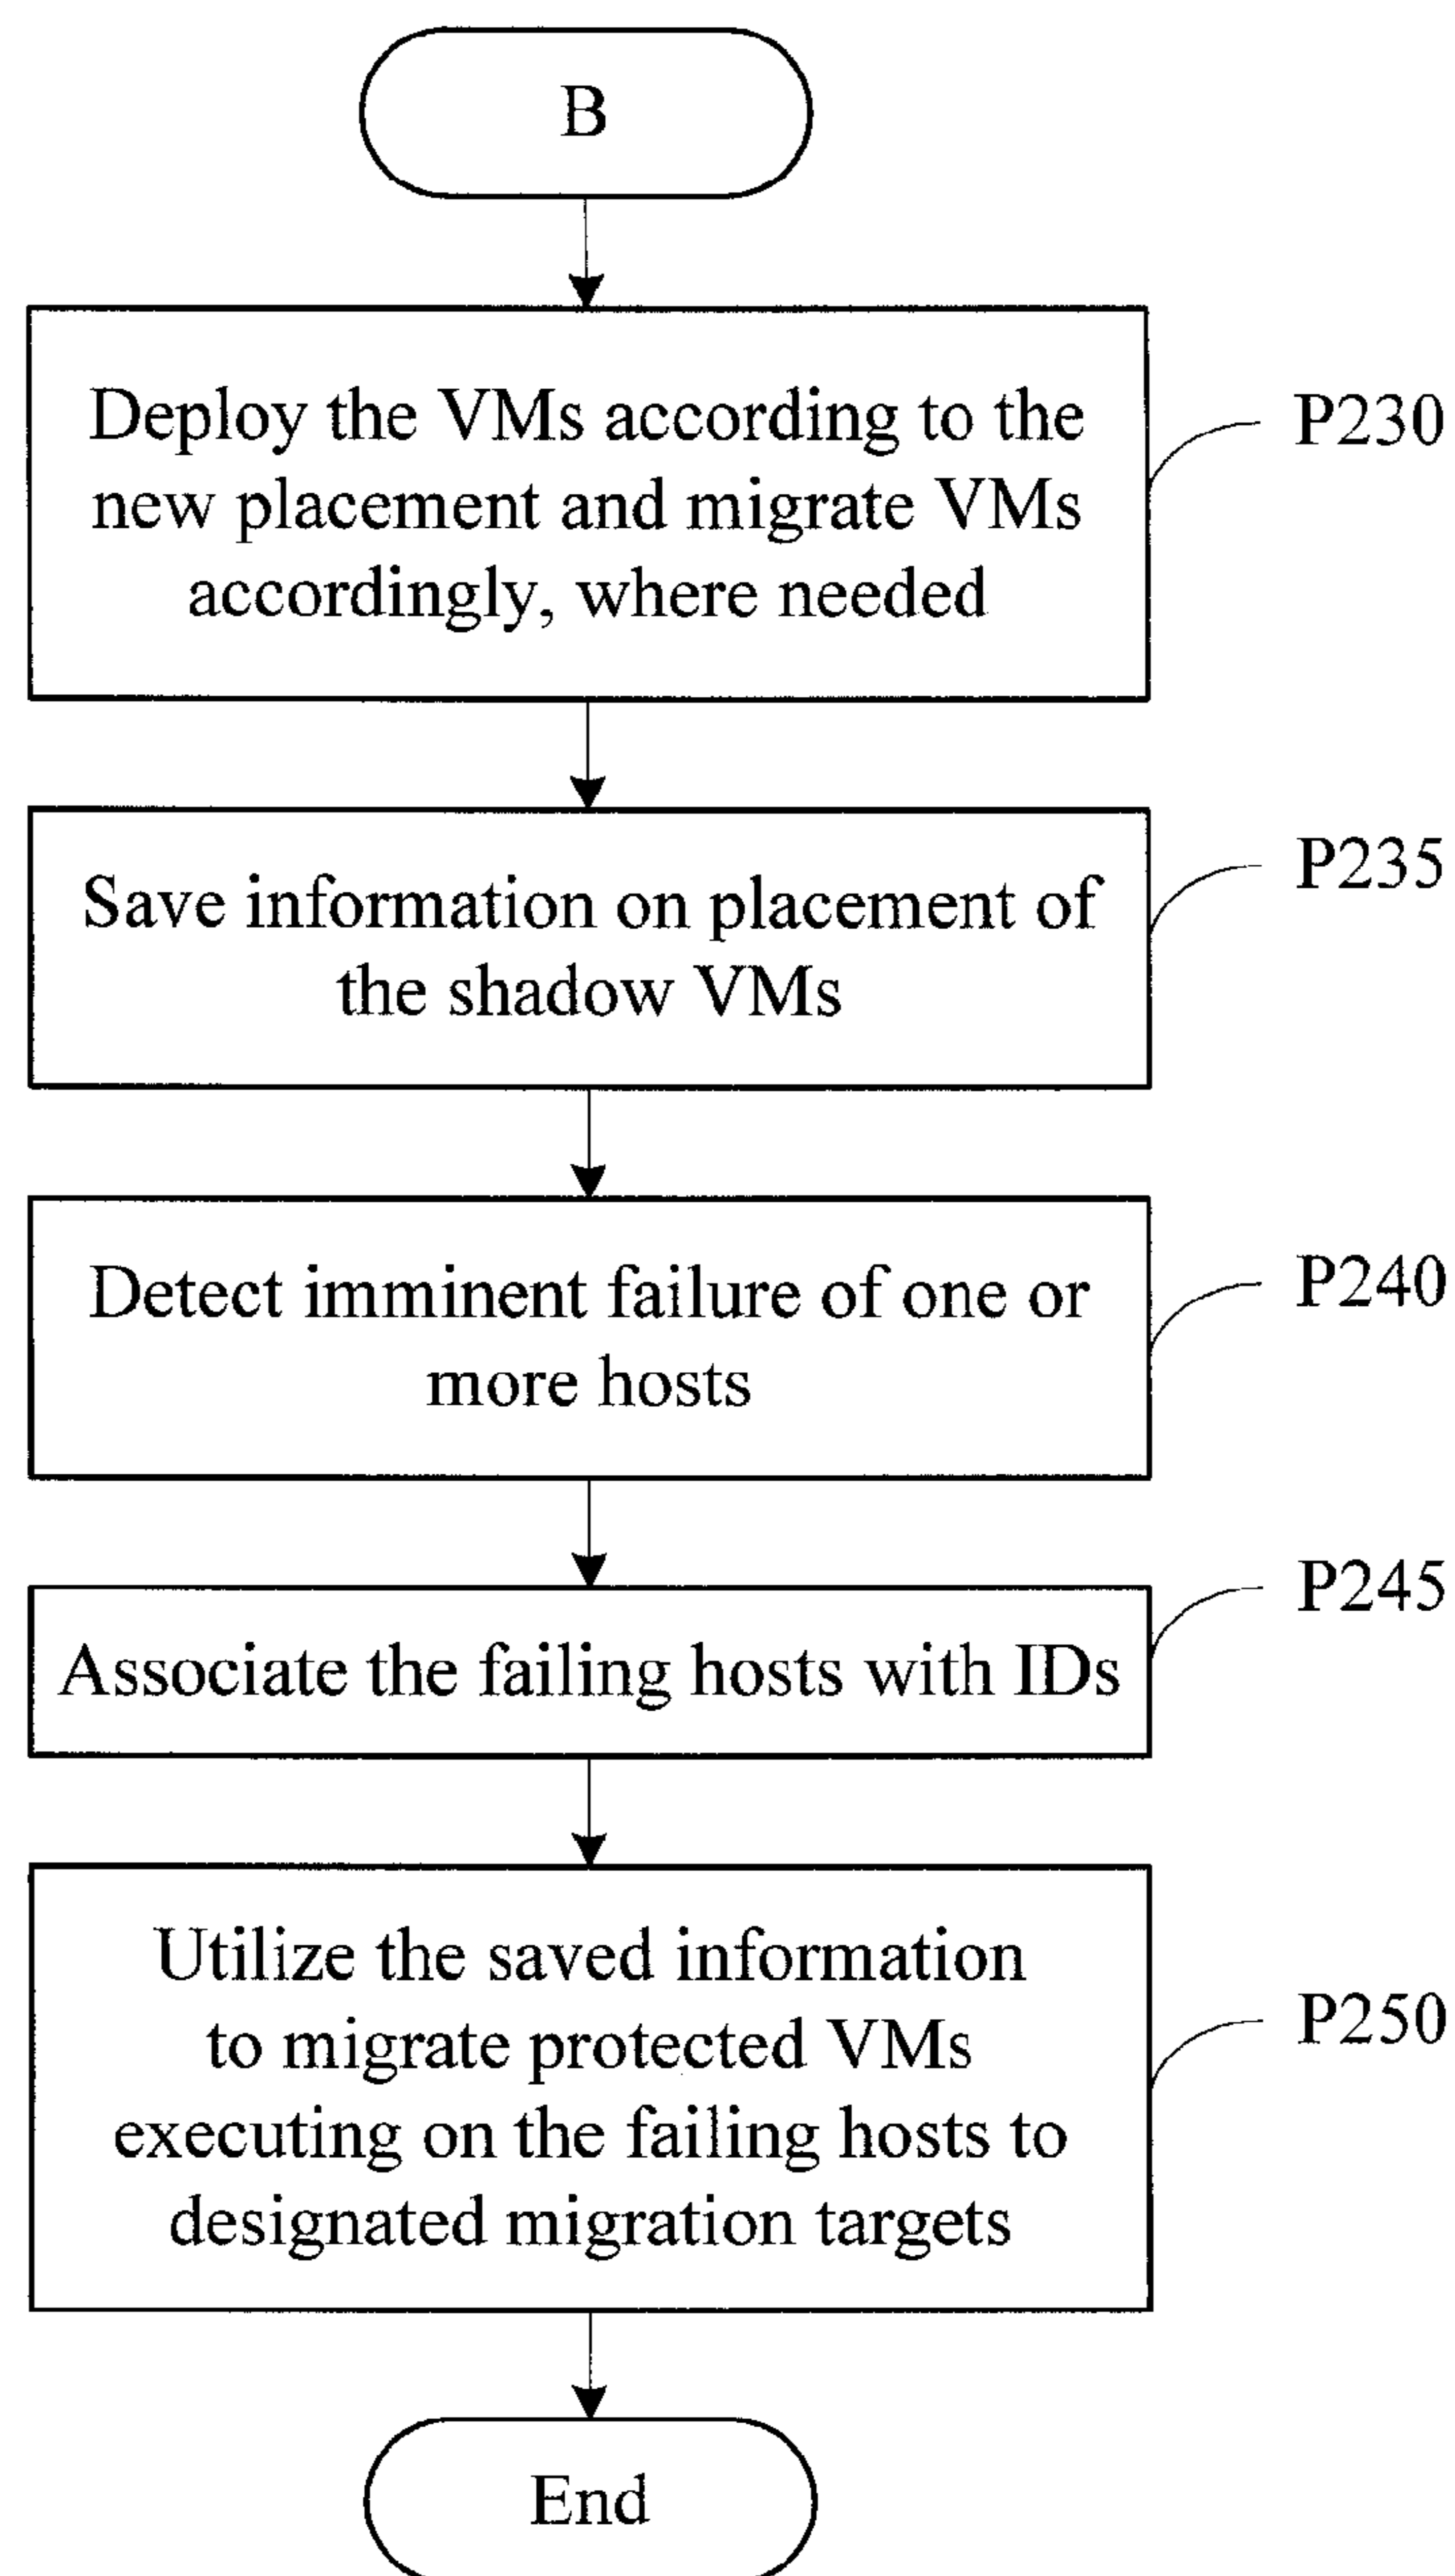 B
Deploy the VMs according to the
new placement and migrate VMs
accordingly, where needed
P230
Save information on placement of
the shadow VMs
P235
Detect imminent failure of one or
more hosts
P240
Associate the failing hosts with IDs
P245
Utilize the saved information
to migrate protected VMs
executing on the failing hosts to
designated migration targets
P250
End